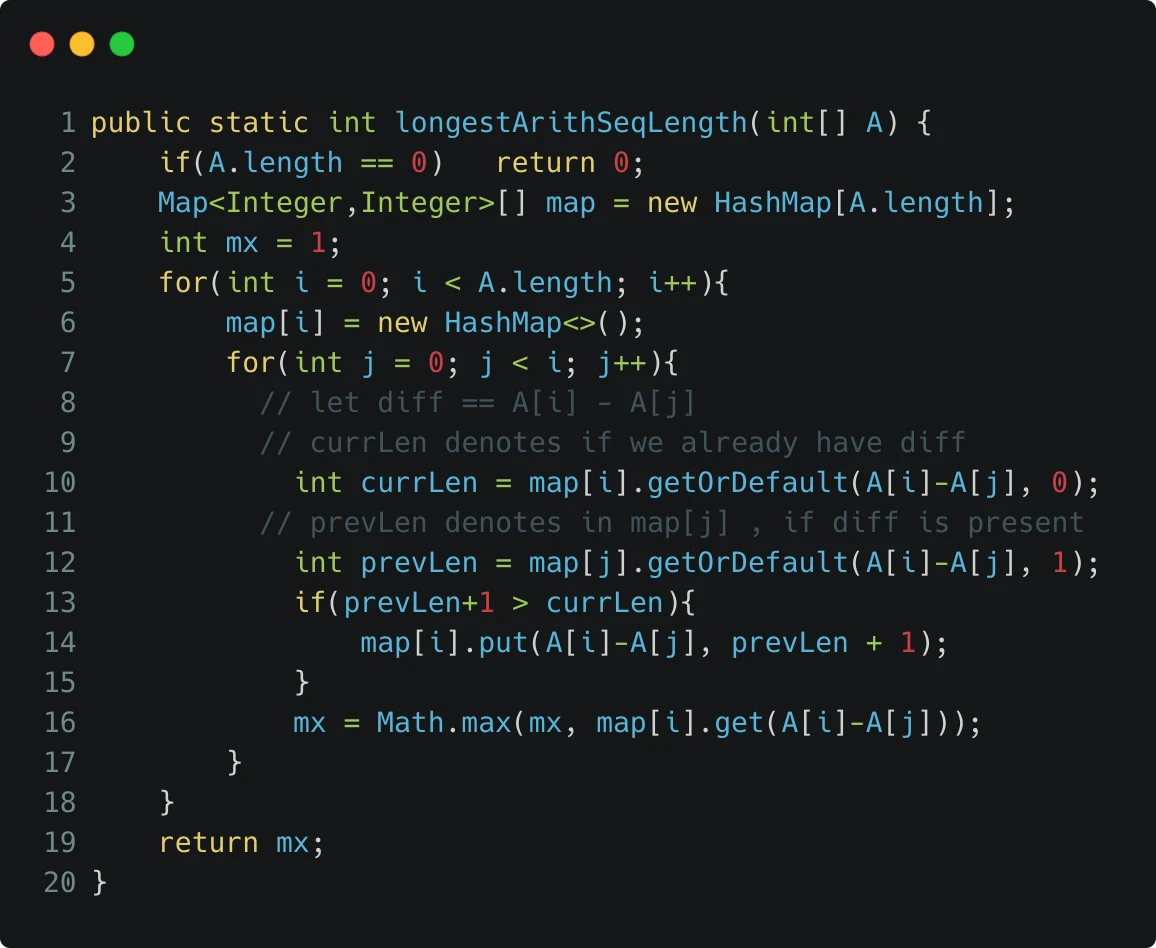 1 public static int longestArithSeqLength(int[] A) {
2     if(A.length == 0)   return 0;
3     Map<Integer,Integer>[] map = new HashMap[A.length];
4     int mx = 1;
5     for(int i = 0; i < A.length; i++){
6         map[i] = new HashMap<>();
7         for(int j = 0; j < i; j++){
8           // let diff == A[i] - A[j]
9           // currLen denotes if we already have diff
10             int currLen = map[i].getOrDefault(A[i]-A[j], 0);
11           // prevLen denotes in map[j] , if diff is present
12             int prevLen = map[j].getOrDefault(A[i]-A[j], 1);
13             if(prevLen+1 > currLen){
14                 map[i].put(A[i]-A[j], prevLen + 1);
15             }
16             mx = Math.max(mx, map[i].get(A[i]-A[j]));
17         }
18     }
19     return mx;
20 }